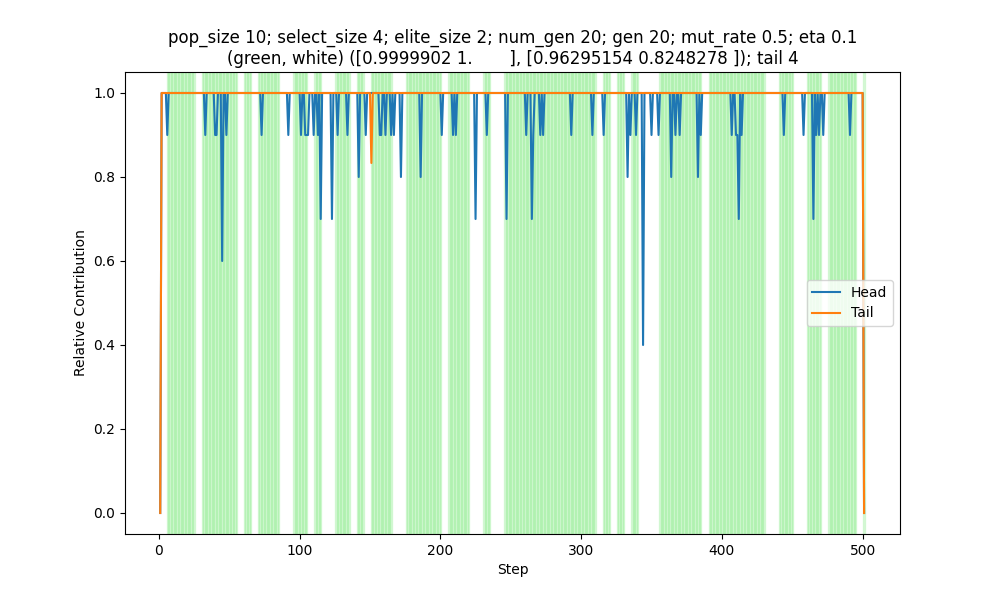 pop_size 10; select_size 4; elite_size 2; num_gen 20; gen 20; mut_rate 0.5; eta 0.1
(green, white) ([0.9999902 1.       ], [0.96295154 0.8248278 ]); tail 4
1.0
0.8
0.6
0.4
0.2
0.0
Relative Contribution
Head
Tail
0 100 200 300 400 500
Step